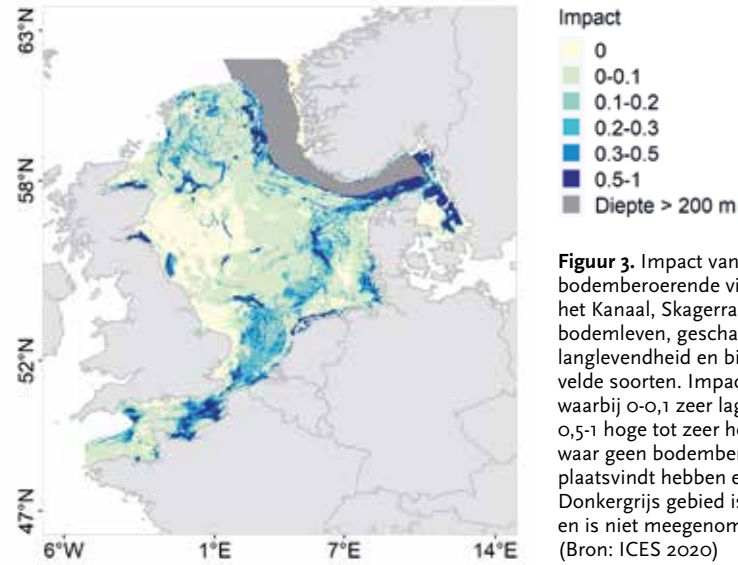 63°N
58°N
52°N
47°N
6°W 1°E 7°E 14°E
Impact
0
0-0.1
0.1-0.2
0.2-0.3
0.3-0.5
0.5-1
Diepte > 200 m
Figuur 3. Impact van
bodemberoerende vi
het Kanaal, Skagerra
bodemleven, gescha
langlevendheid en bi
velde soorten. Impac
waarbij 0-0,1 zeer lag
0,5-1 hoge tot zeer ho
waar geen bodember
plaatsvindt hebben e
Donkergrijs gebied is
en is niet meegenom
(Bron: ICES 2020)